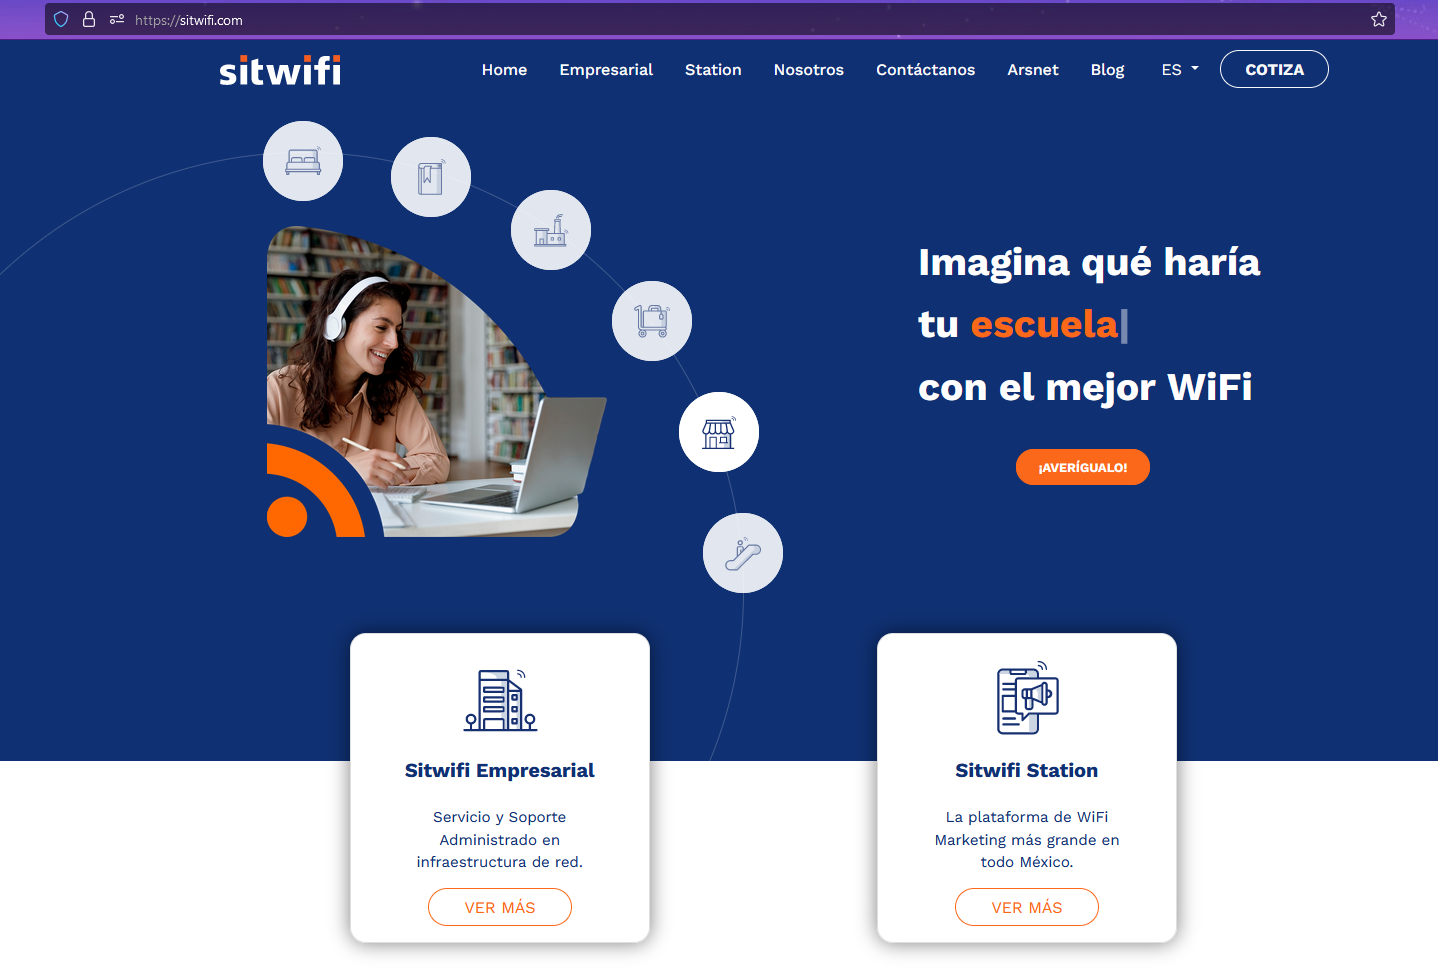 https://sitwifi.com
sitwifi
Home
Empresarial
Station
Nosotros
Contáctanos
Arsnet
Blog
ES
COTIZA
Imagina qué haría
tu escuela|
con el mejor WiFi
¡AVERÍGUALO!
Sitwifi Empresarial
Servicio y Soporte
Administrado en
infraestructura de red.
VER MÁS
Sitwifi Station
La plataforma de WiFi
Marketing más grande en
todo México.
VER MÁS